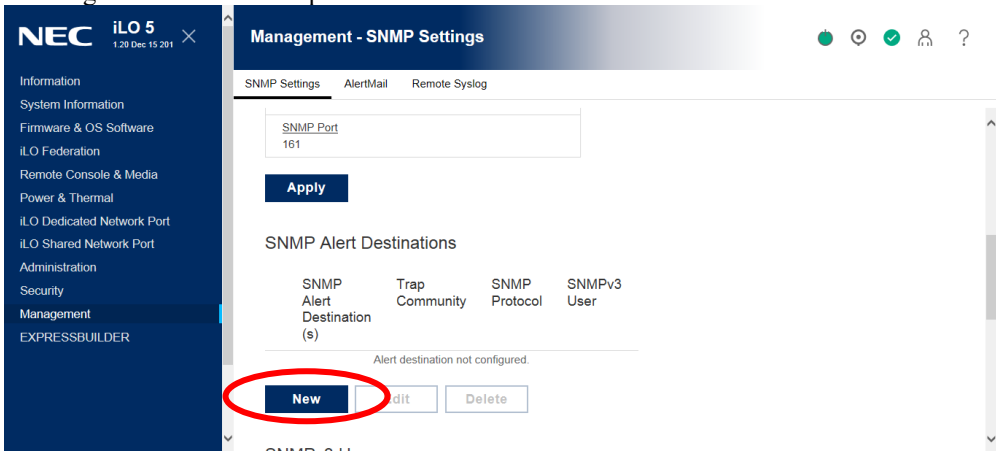 NEC iLO 5
1.20 Dec 15 201
Management - SNMP Settings
?
Information
System Information
Firmware & OS Software
iLO Federation
Remote Console & Media
Power & Thermal
iLO Dedicated Network Port
iLO Shared Network Port
Administration
Security
Management
EXPRESSBUILDER
SNMP Settings AlertMail Remote Syslog
SNMP Port
161
Apply
SNMP Alert Destinations
SNMP Alert Destination (s)
Trap Community
SNMP Protocol
SNMPv3 User
Alert destination not configured.
New dit Delete